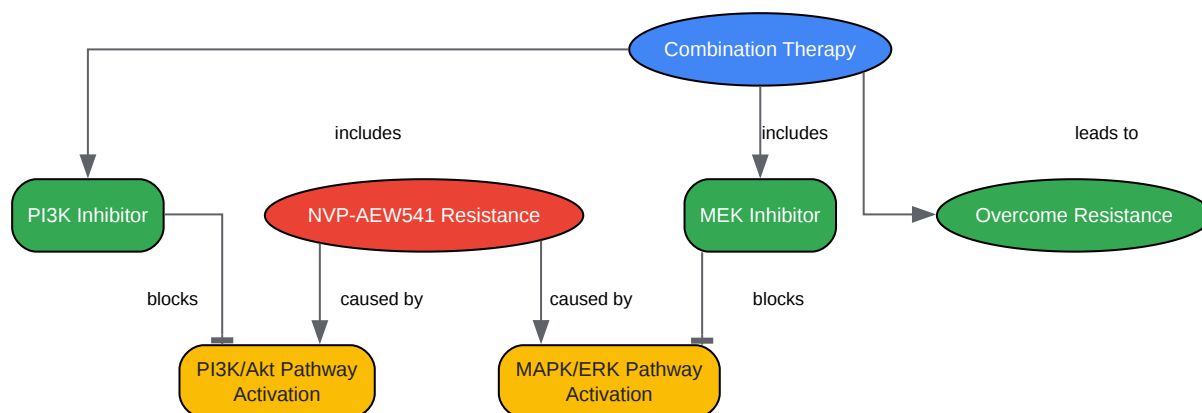 Combination Therapy
includes
includes
leads to
PI3K Inhibitor
NVP-AEW541 Resistance
MEK Inhibitor
Overcome Resistance
blocks
caused by
caused by
blocks
PI3K/Akt Pathway
Activation
MAPK/ERK Pathway
Activation